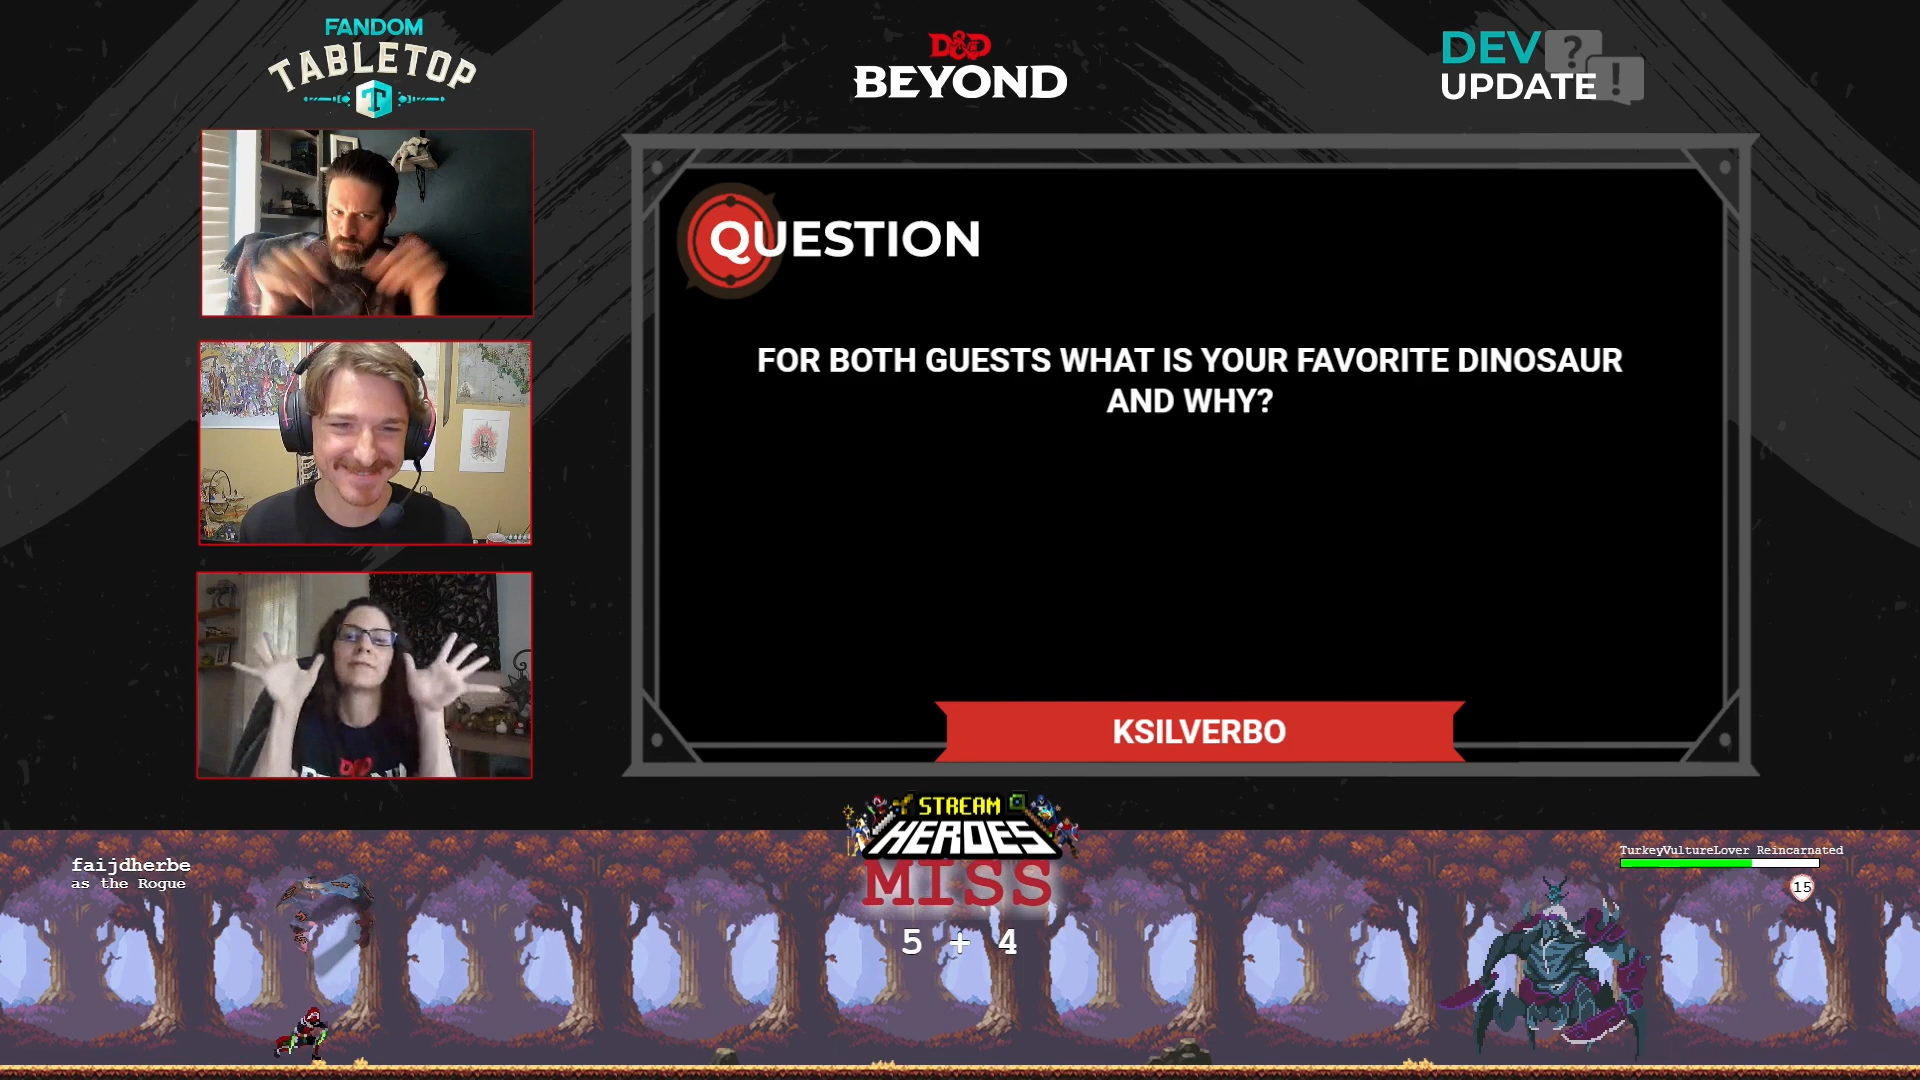 FANDOM
TABLETOP
T
D&D
BEYOND
DEV ?
UPDATE !
QUESTION
FOR BOTH GUESTS WHAT IS YOUR FAVORITE DINOSAUR
AND WHY?
KSILVERBO
STREAM
HEROES
MISS
5 + 4
faijdherbe
as the Rogue
TurkeyVultureLover Reincarnated
15